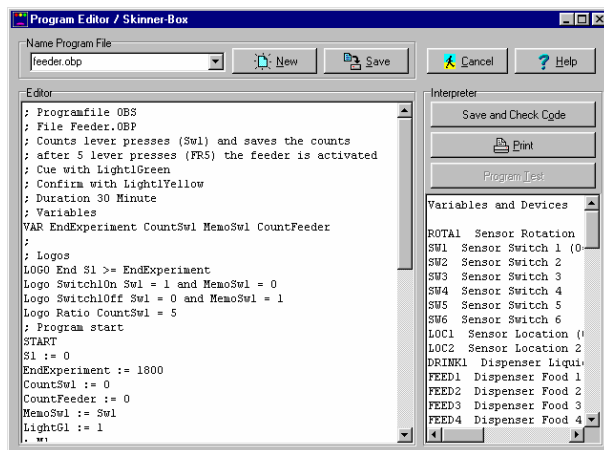 Program Editor / Skinner-Box
Name Program File
feeder.obp
New
Save
Cancel
Help
Editor
; Programfile OBS
; File Feeder.OBP
; Counts lever presses (Sw1) and saves the counts
; after 5 lever presses (FR5) the feeder is activated
; Cue with Light1Green
; Confirm with Light1Yellow
; Duration 30 Minute
; Variables
VAR EndExperiment CountSw1 MemoSw1 CountFeeder
;
; Logos
LOGO End S1 >= EndExperiment
Logo Switch1On Sw1 = 1 and MemoSw1 = 0
Logo Switch1Off Sw1 = 0 and MemoSw1 = 1
Logo Ratio CountSw1 = 5
; Program start
START
S1 := 0
EndExperiment := 1800
CountSw1 := 0
CountFeeder := 0
MemoSw1 := Sw1
LightG1 := 1
Interpreter
Save and Check Code
Print
Program Test
Variables and Devices
ROTA1 Sensor Rotation
SW1 Sensor Switch 1 (0
SW2 Sensor Switch 2
SW3 Sensor Switch 3
SW4 Sensor Switch 4
SW5 Sensor Switch 5
SW6 Sensor Switch 6
LOC1 Sensor Location (
LOC2 Sensor Location 2
DRINK1 Dispenser Liqui
FEED1 Dispenser Food 1
FEED2 Dispenser Food 2
FEED3 Dispenser Food 3
FEED4 Dispenser Food 4